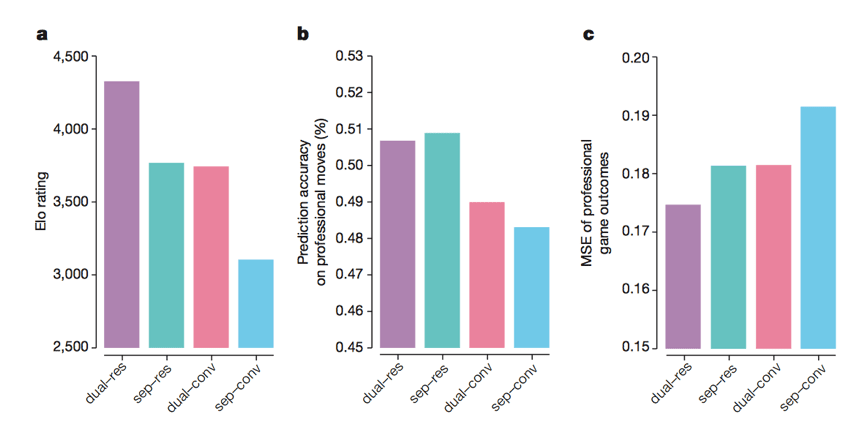 a
Elo rating
4,500
4,000
3,500
3,000
2,500
dual–res
sep–res
dual–conv
sep–conv
b
Prediction accuracy
on professional moves (%)
0.53
0.52
0.51
0.50
0.49
0.48
0.47
0.46
0.45
dual–res
sep–res
dual–conv
sep–conv
c
MSE of professional
game outcomes
0.20
0.19
0.18
0.17
0.16
0.15
dual–res
sep–res
dual–conv
sep–conv